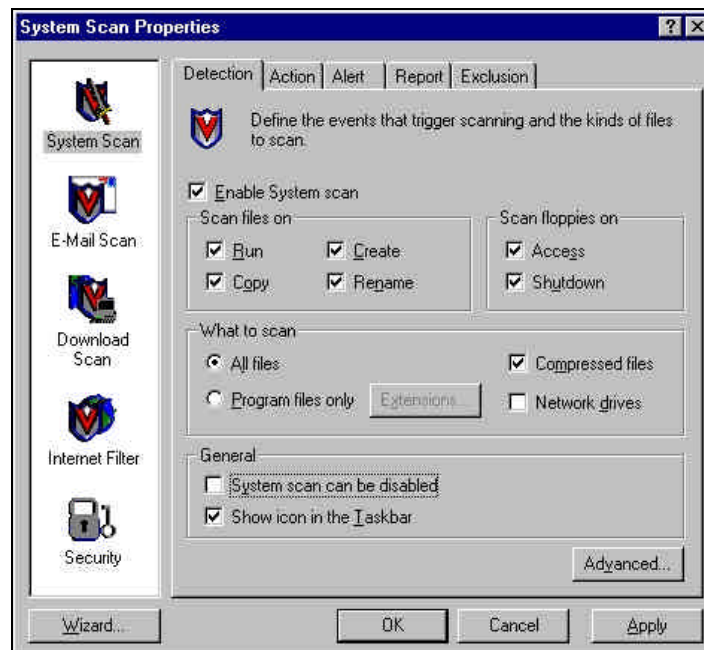 System Scan Properties
System Scan
E-Mail Scan
Download
Scan
Internet Filter
Security
Detection
Action
Alert
Report
Exclusion
Define the events that trigger scanning and the kinds of files
to scan.
Enable System scan
Scan files on
Run
Create
Copy
Rename
Scan floppies on
Access
Shutdown
What to scan
All files
Compressed files
Program files only
Extensions...
Network drives
General
System scan can be disabled
Show icon in the Taskbar
Advanced...
Wizard...
OK
Cancel
Apply